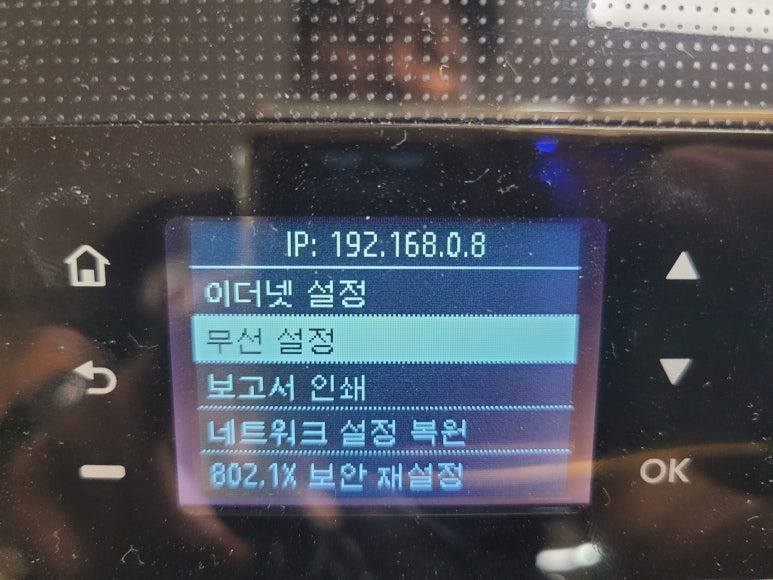 IP: 192.168.0.8
이더넷 설정
무선 설정
보고서 인쇄
네트워크 설정 복원
802.1X 보안 재설정
OK